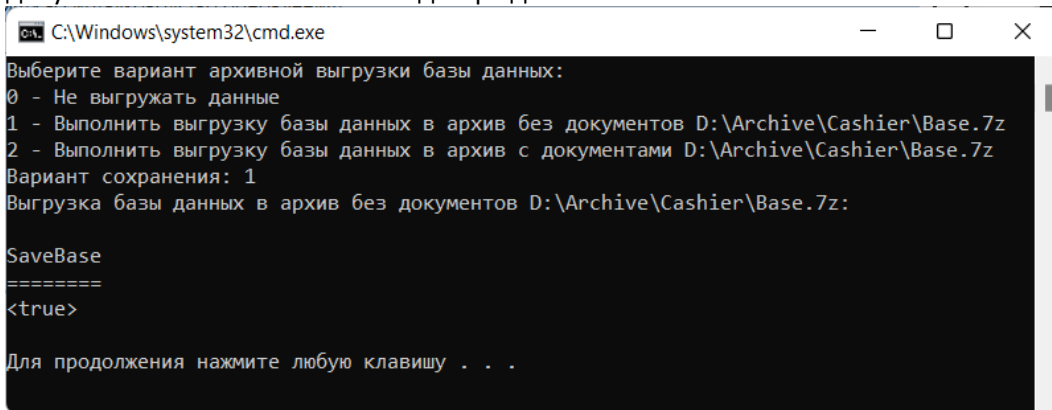 C:\Windows\system32\cmd.exe
Выберите вариант архивной выгрузки базы данных:
0 - Не выгружать данные
1 - Выполнить выгрузку базы данных в архив без документов D:\Archive\Cashier\Base.7z
2 - Выполнить выгрузку базы данных в архив с документами D:\Archive\Cashier\Base.7z
Вариант сохранения: 1
Выгрузка базы данных в архив без документов D:\Archive\Cashier\Base.7z:
SaveBase
========
<true>
Для продолжения нажмите любую клавишу . . .